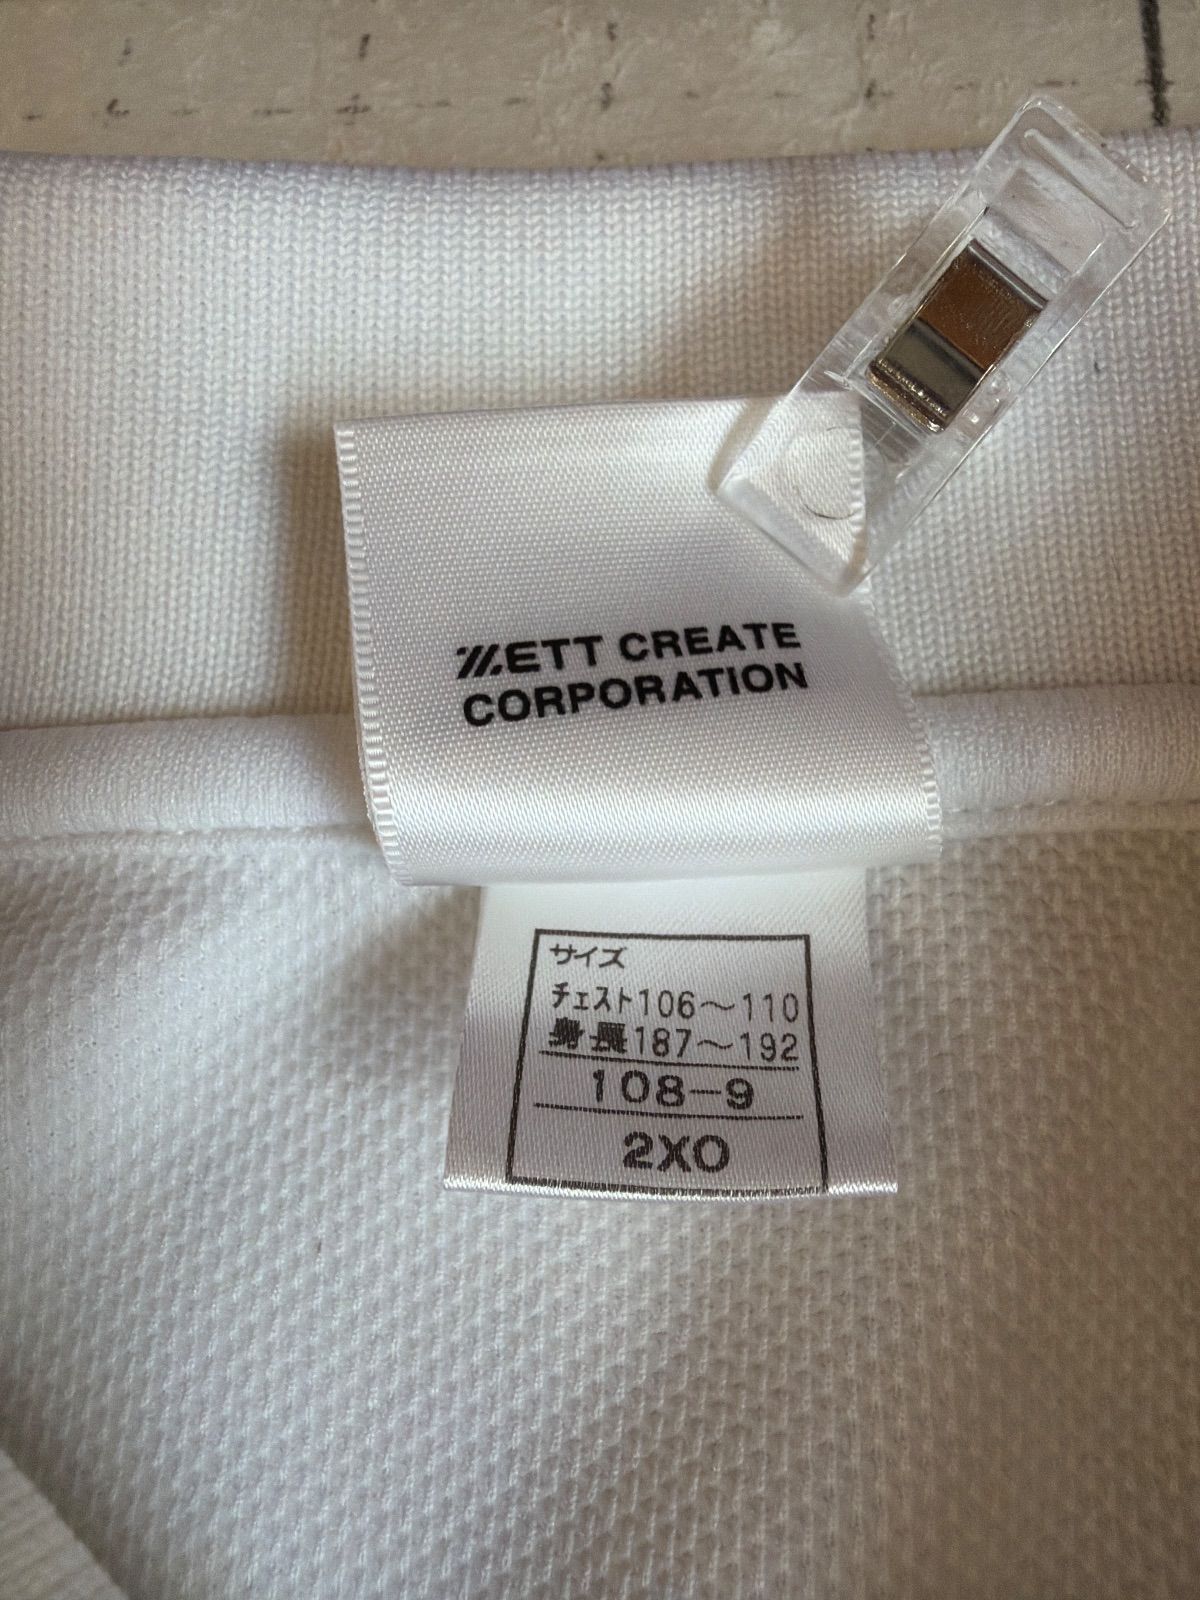 ZETT CREATE
CORPORATION
サイズ
チェスト106〜110
身長187〜192
108-9
2XO